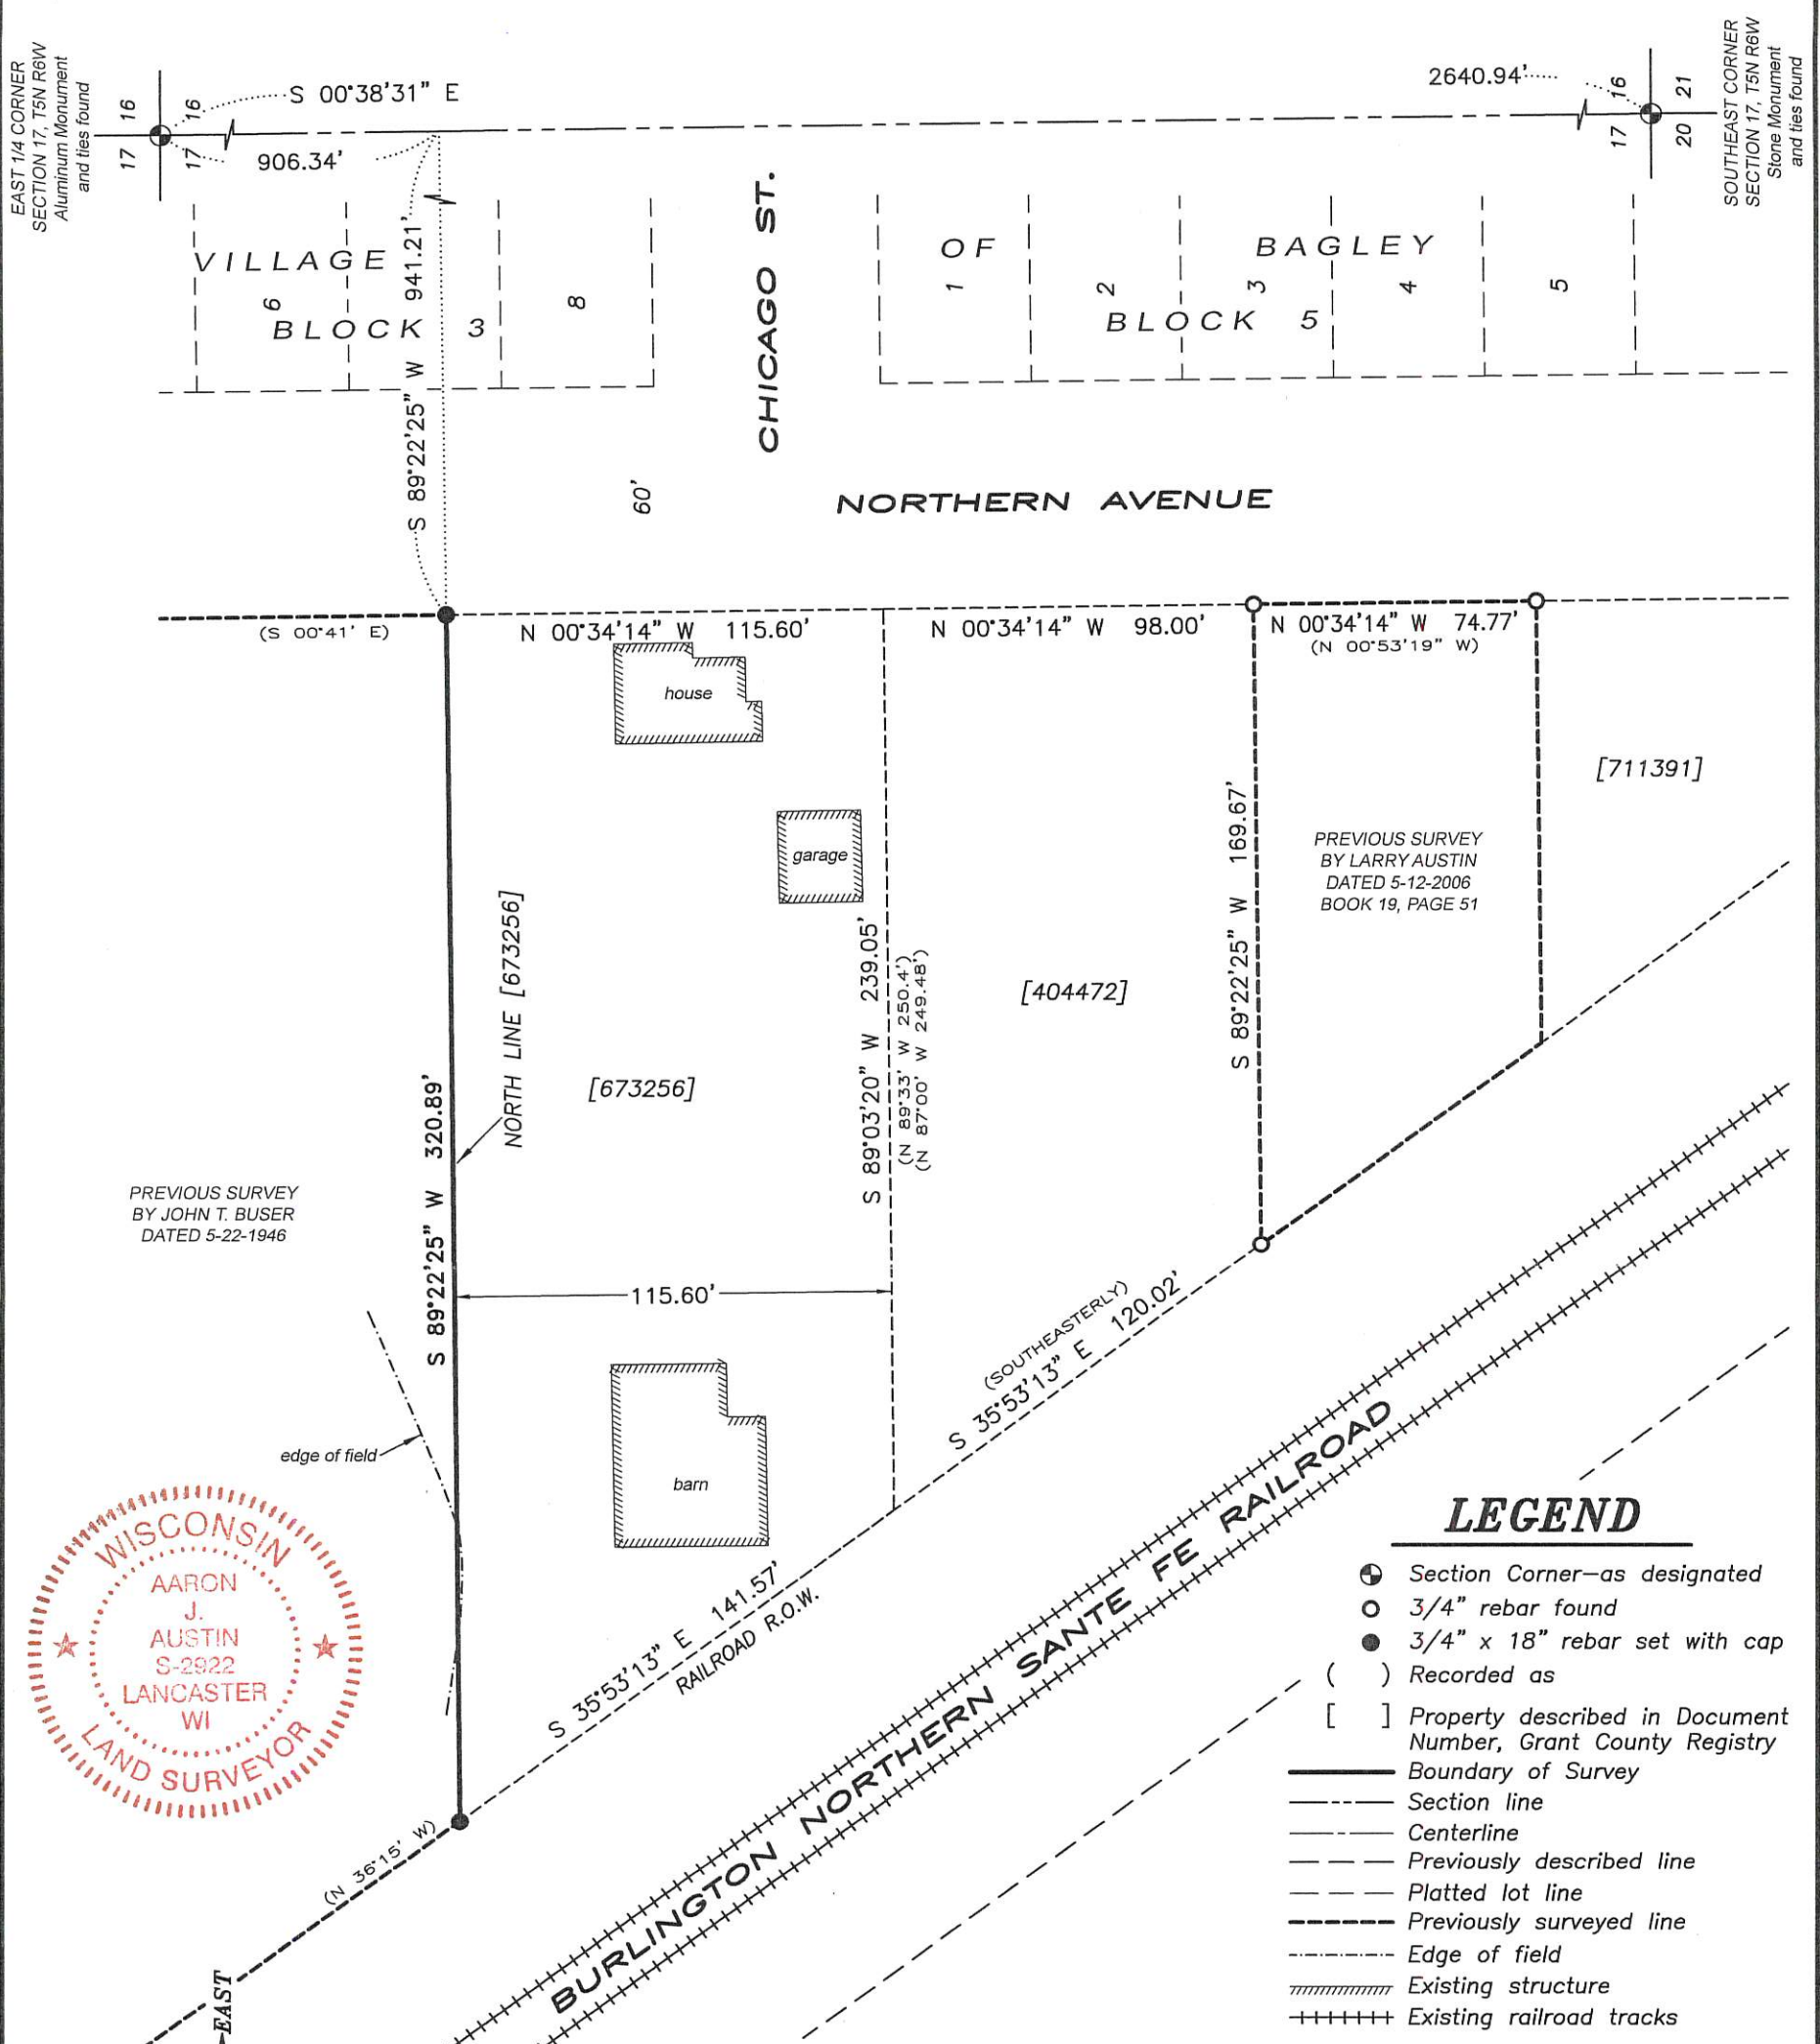 EAST 1/4 CORNER
SECTION 17, T5N R6W
Aluminum Monument
and ties found
16
17
16
17
S 00°38'31" E
906.34'
2640.94'
16
17
21
20
SOUTHEAST CORNER
SECTION 17, T5N R6W
Stone Monument
and ties found
VILLAGE OF BAGLEY
6
BLOCK 3
8
1
2
3
4
5
BLOCK 5
S 89°22'25" W 941.21'
CHICAGO ST.
60'
NORTHERN AVENUE
(S 00°41' E)
N 00°34'14" W 115.60'
N 00°34'14" W 98.00'
N 00°34'14" W 74.77'
(N 00°53'19" W)
house
garage
[711391]
PREVIOUS SURVEY
BY LARRY AUSTIN
DATED 5-12-2006
BOOK 19, PAGE 51
S 89°22'25" W 169.67'
[404472]
S 89°03'20" W 239.05'
(N 89°33' W 250.4')
(N 87°00' W 249.48')
NORTH LINE [673256]
[673256]
S 89°22'25" W 320.89'
PREVIOUS SURVEY
BY JOHN T. BUSER
DATED 5-22-1946
115.60'
(SOUTHEASTERLY)
S 35°53'13" E 120.02'
edge of field
barn
S 35°53'13" E 141.57'
RAILROAD R.O.W.
(N 36°15' W)
BURLINGTON NORTHERN SANTE FE RAILROAD
EAST
WISCONSIN
AARON
J.
AUSTIN
S-2922
LANCASTER
WI
LAND SURVEYOR
LEGEND
Section Corner—as designated
3/4" rebar found
3/4" x 18" rebar set with cap
( ) Recorded as
[ ] Property described in Document
Number, Grant County Registry
Boundary of Survey
Section line
Centerline
Previously described line
Platted lot line
Previously surveyed line
Edge of field
Existing structure
Existing railroad tracks